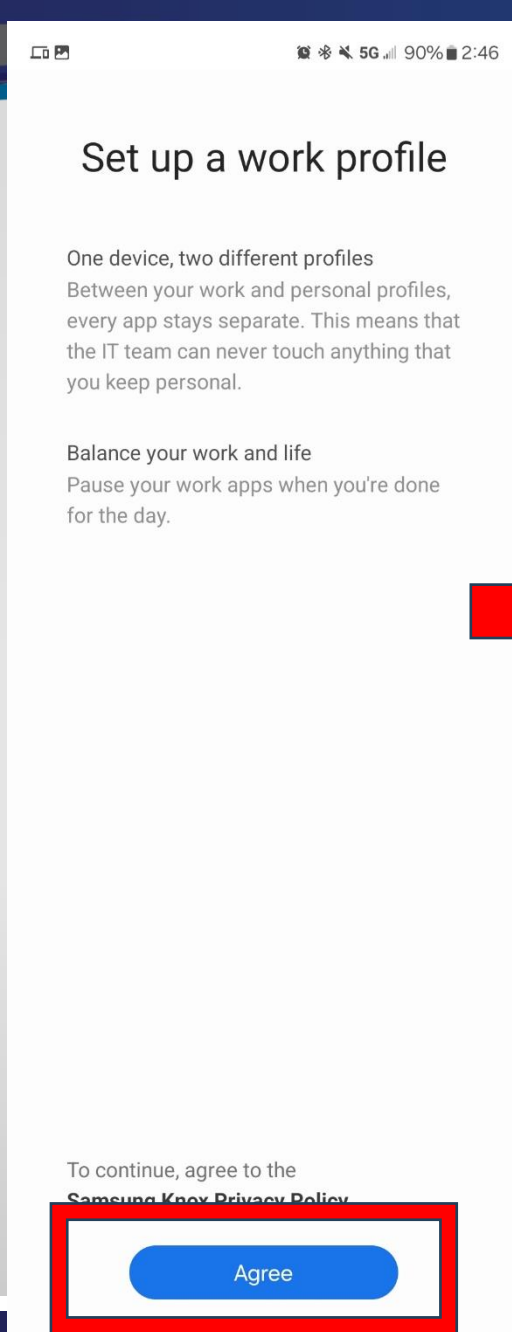 5G 90% 2:46
Set up a work profile
One device, two different profiles
Between your work and personal profiles,
every app stays separate. This means that
the IT team can never touch anything that
you keep personal.
Balance your work and life
Pause your work apps when you're done
for the day.
To continue, agree to the
Samsung Knox Privacy Policy
Agree